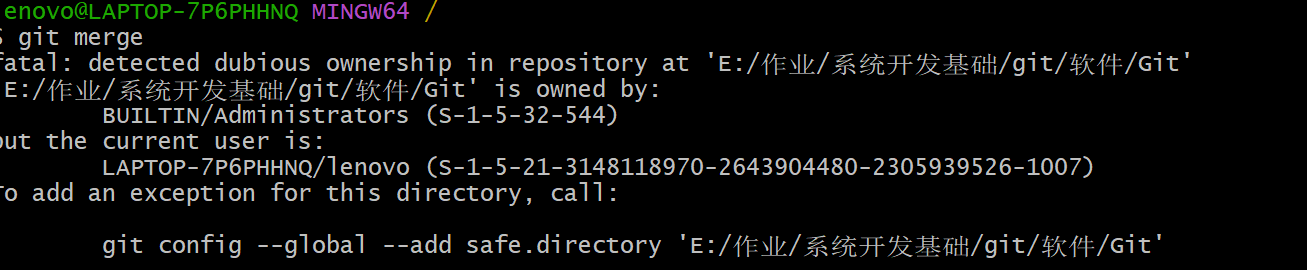 lenovo@LAPTOP-7P6PHHNQ MINGW64 /
$ git merge
fatal: detected dubious ownership in repository at 'E:/作业/系统开发基础/git/软件/Git'
'E:/作业/系统开发基础/git/软件/Git' is owned by:
BUILTIN/Administrators (S-1-5-32-544)
but the current user is:
LAPTOP-7P6PHHNQ/lenovo (S-1-5-21-3148118970-2643904480-2305939526-1007)
To add an exception for this directory, call:
git config --global --add safe.directory 'E:/作业/系统开发基础/git/软件/Git'